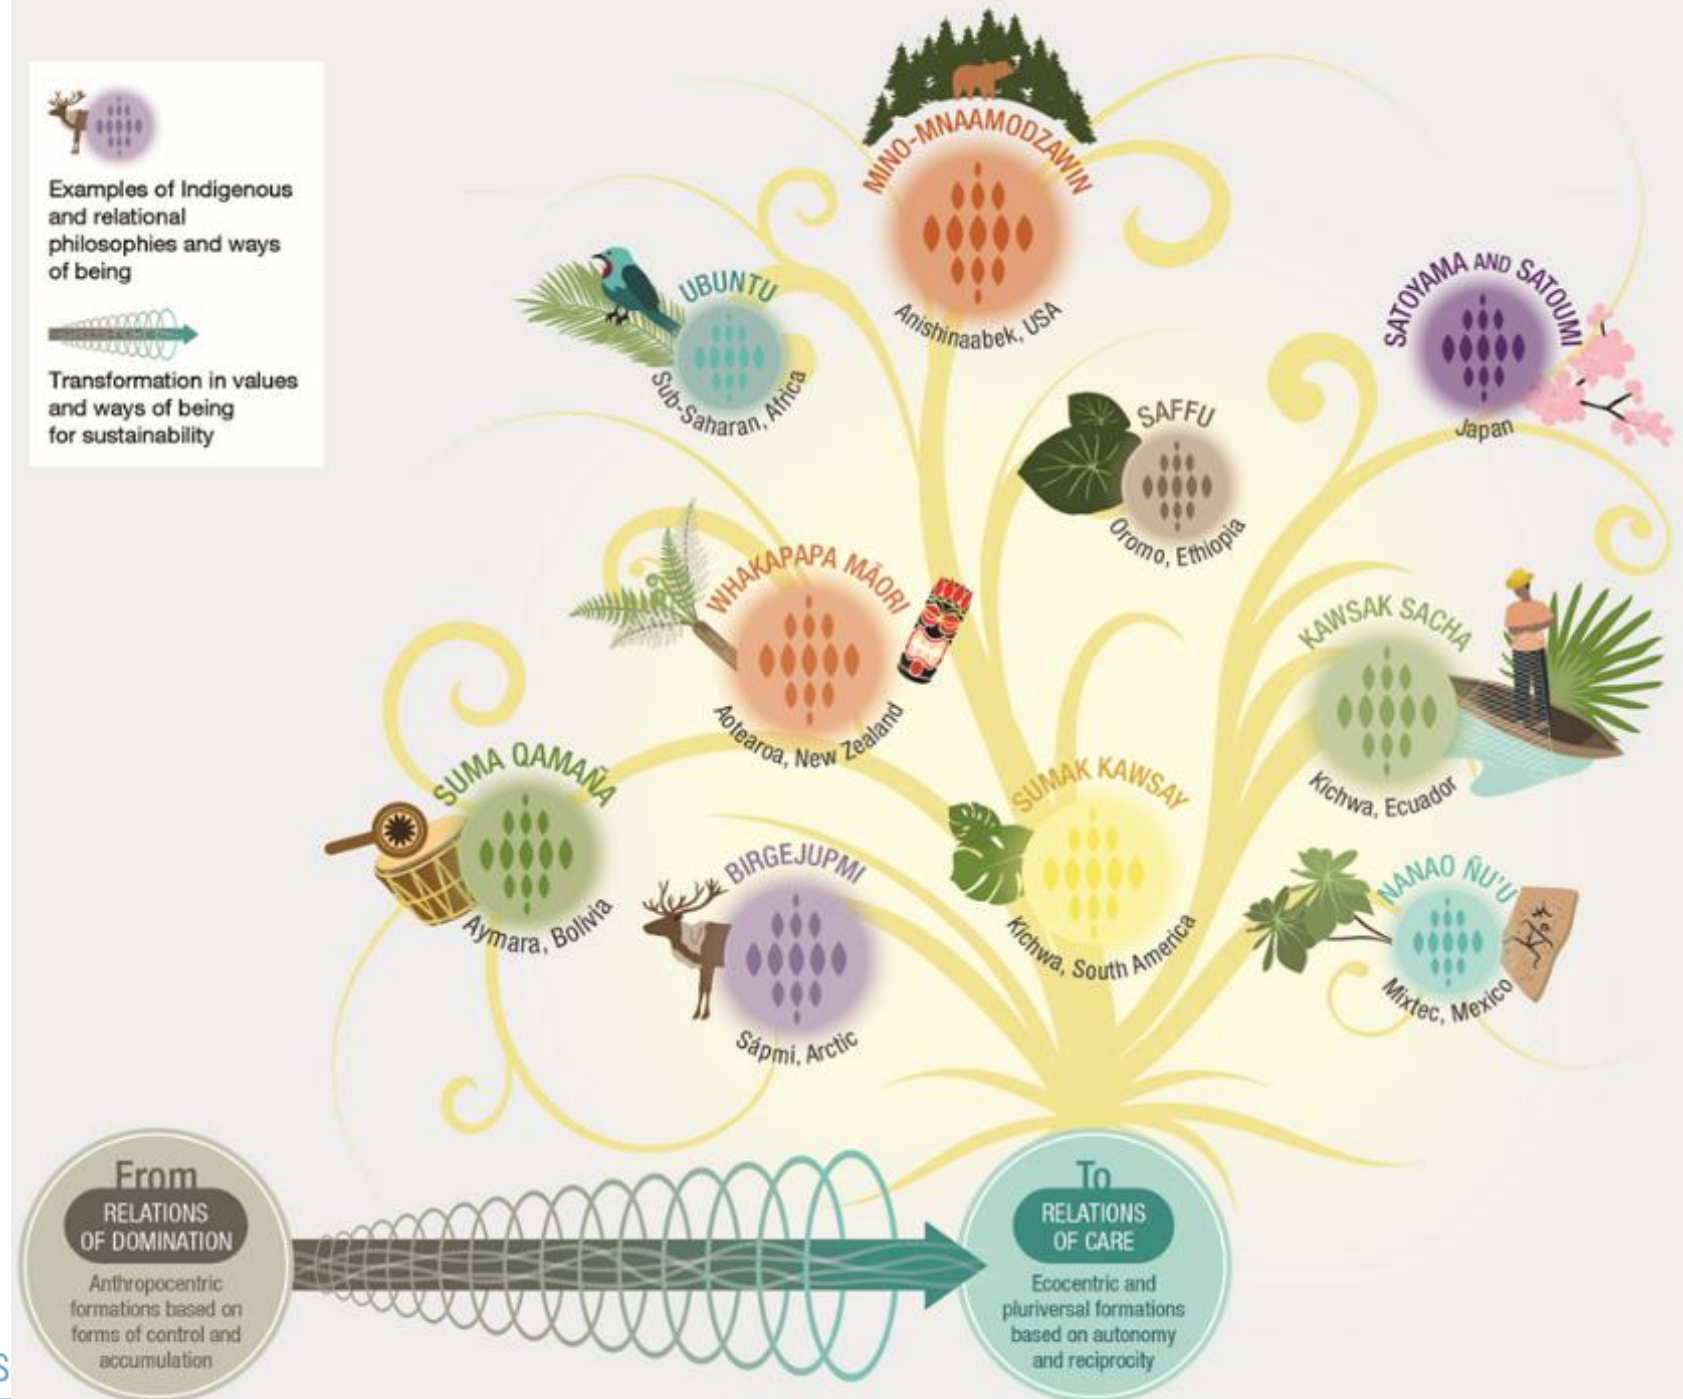 Examples of Indigenous
and relational
philosophies and ways
of being
Transformation in values
and ways of being
for sustainability
MINO-MNAAMODZAWIN
Anishinaabek, USA
UBUNTU
Sub-Saharan, Africa
SATOYAMA AND SATOUMI
Japan
SAFFU
Oromo, Ethiopia
WHAKAPAPA MĀORI
Aotearoa, New Zealand
KAWSAK SACHA
Kichwa, Ecuador
SUMA QAMAÑA
Aymara, Bolivia
SUMAK KAWSAY
Kichwa, South America
BIRGEJUPMI
Sápmi, Arctic
NANAO ÑU'U
Mixtec, Mexico
From
RELATIONS
OF DOMINATION
Anthropocentric
formations based on
forms of control and
accumulation
To
RELATIONS
OF CARE
Ecocentric and
pluriversal formations
based on autonomy
and reciprocity
s